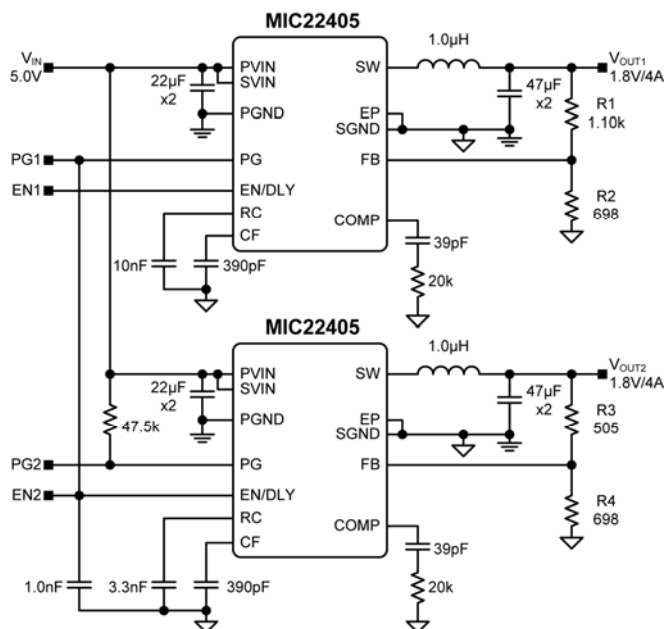 MIC22405
VIN
5.0V
22µF
x2
PVIN
SVIN
PGND
PG
EN/DLY
RC
CF
SW
EP
SGND
FB
COMP
1.0µH
47µF
x2
VOUT1
1.8V/4A
R1
1.10k
R2
698
PG1
EN1
10nF
390pF
39pF
20k
MIC22405
22µF
x2
47.5k
PVIN
SVIN
PGND
PG
EN/DLY
RC
CF
SW
EP
SGND
FB
COMP
1.0µH
47µF
x2
VOUT2
1.8V/4A
R3
505
R4
698
PG2
EN2
1.0nF
3.3nF
390pF
39pF
20k